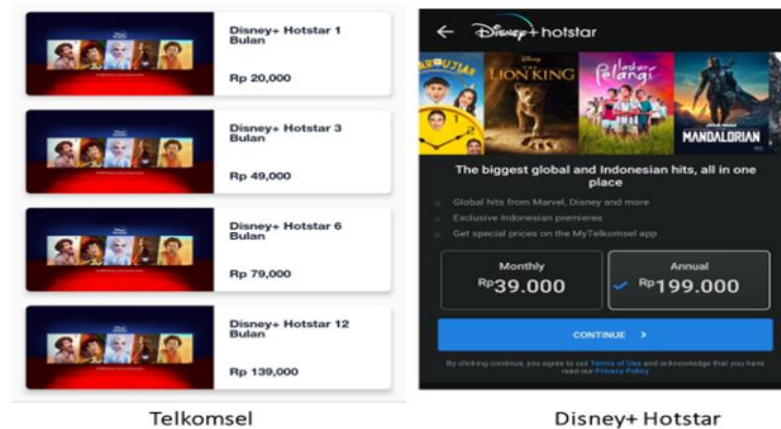 Disney+ Hotstar 1
Bulan
Rp 20,000
Disney+ Hotstar 3
Bulan
Rp 49,000
Disney+ Hotstar 6
Bulan
Rp 79,000
Disney+ Hotstar 12
Bulan
Rp 139,000
Telkomsel
Disney+ hotstar
Disney
THE
LION KING
laskar
Pelangi
MANDALORIAN
The biggest global and Indonesian hits, all in one
place
Global hits from Marvel, Disney and more
Exclusive Indonesian premieres
Get special prices on the MyTelkomsel app
Monthly
Rp39.000
Annual
Rp199.000
CONTINUE >
By clicking continue, you agree to our Terms of Use and acknowledge that you have
read our Privacy Policy
Disney+ Hotstar